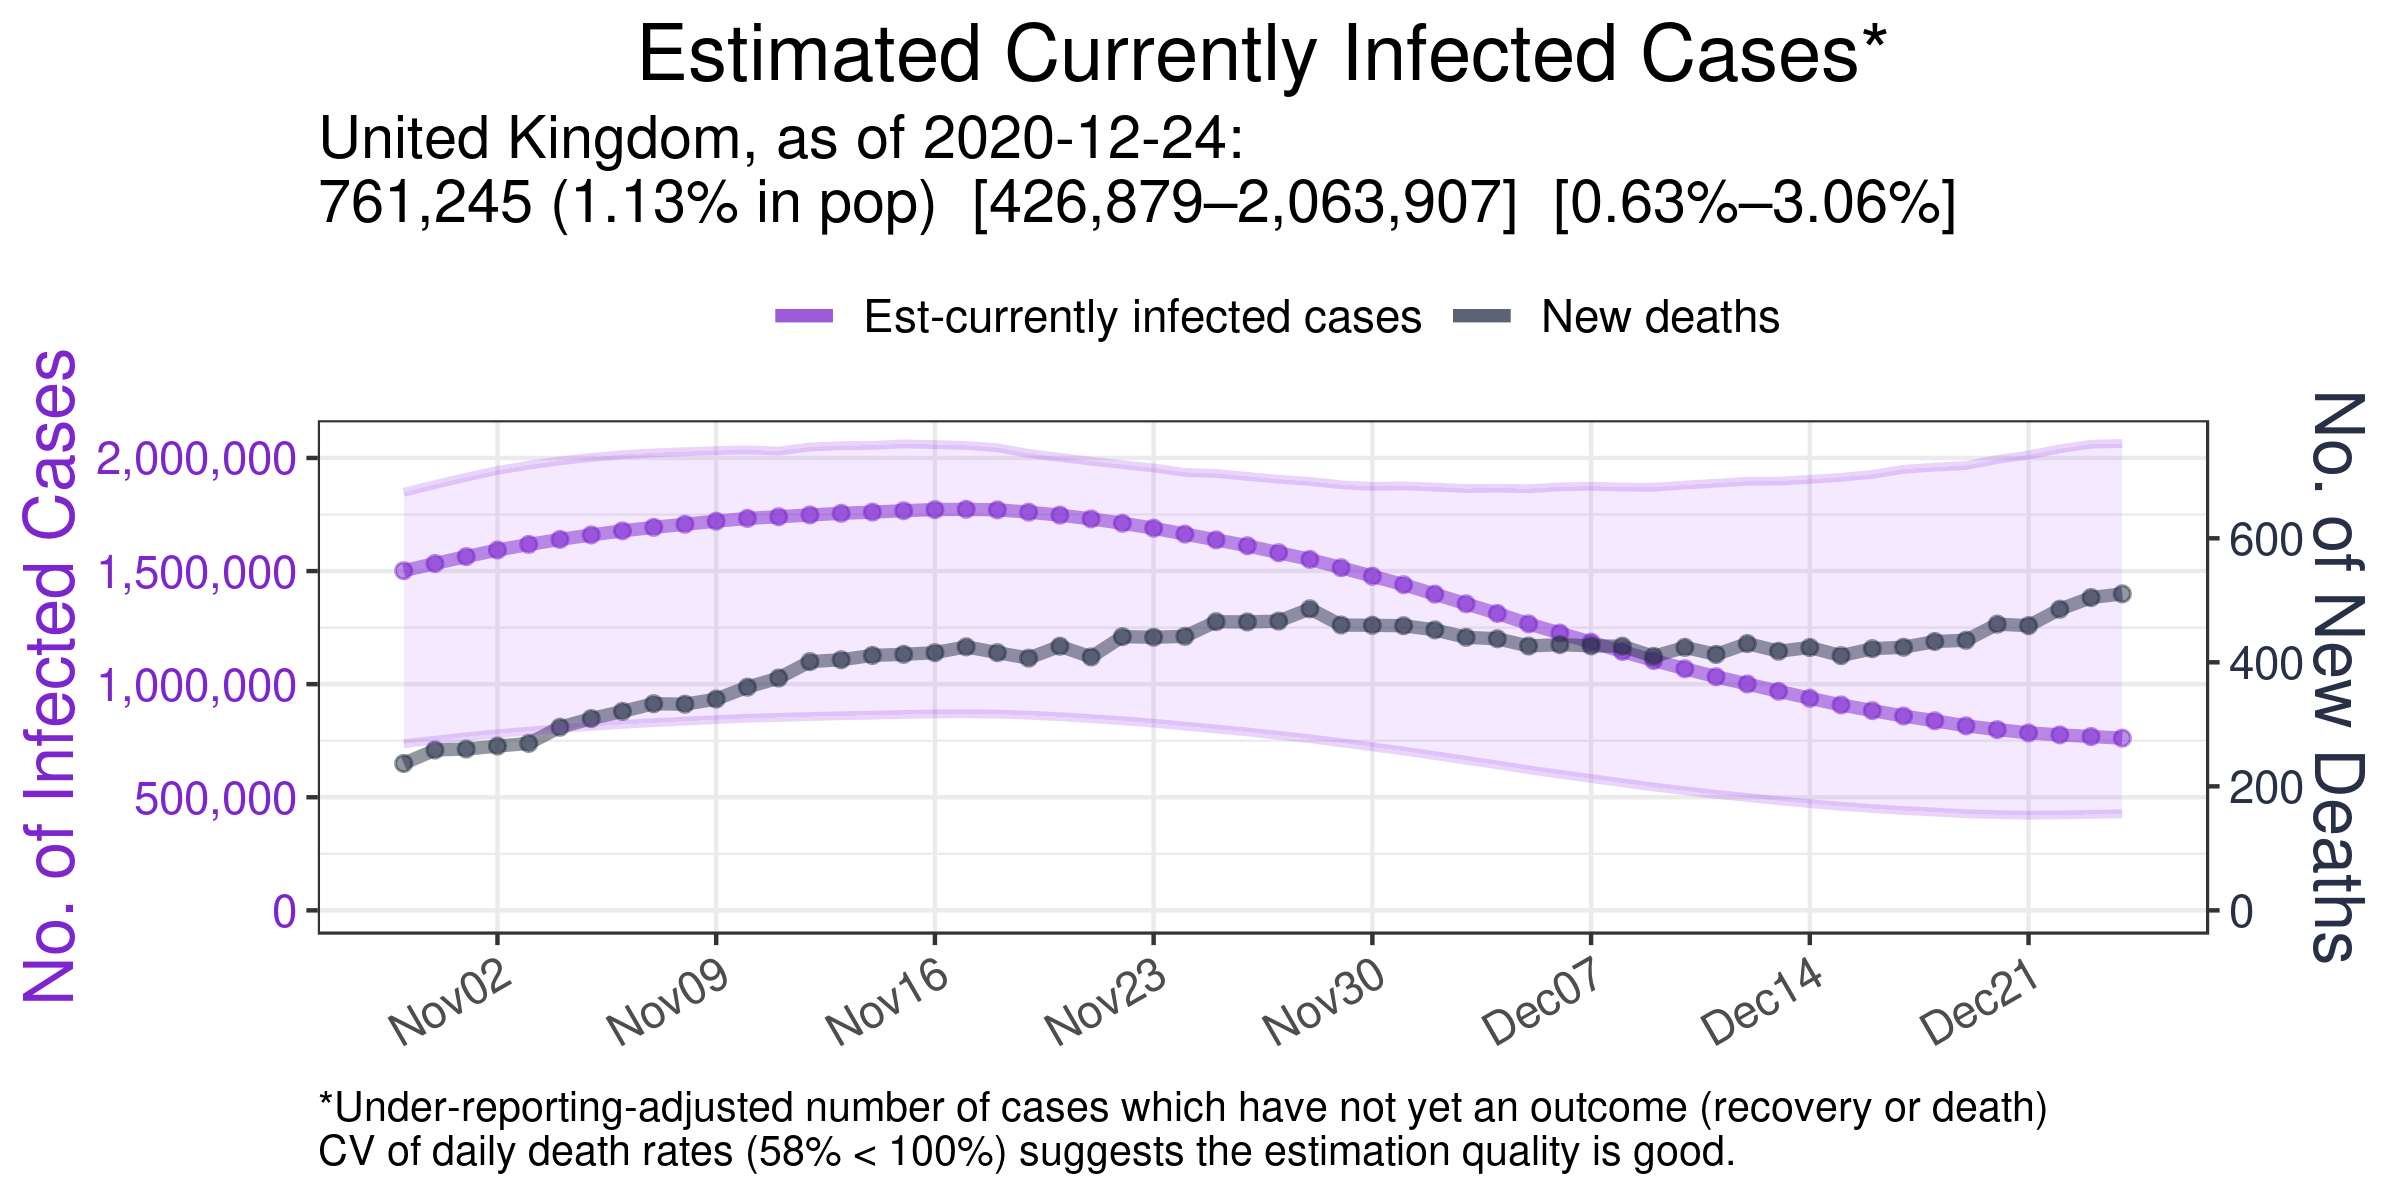 Estimated Currently Infected Cases*
United Kingdom, as of 2020-12-24:
761,245 (1.13% in pop) [426,879–2,063,907] [0.63%–3.06%]
Est-currently infected cases
New deaths
No. of Infected Cases
2,000,000
1,500,000
1,000,000
500,000
0
No. of New Deaths
600
400
200
0
Nov02
Nov09
Nov16
Nov23
Nov30
Dec07
Dec14
Dec21
*Under-reporting-adjusted number of cases which have not yet an outcome (recovery or death)
CV of daily death rates (58% < 100%) suggests the estimation quality is good.